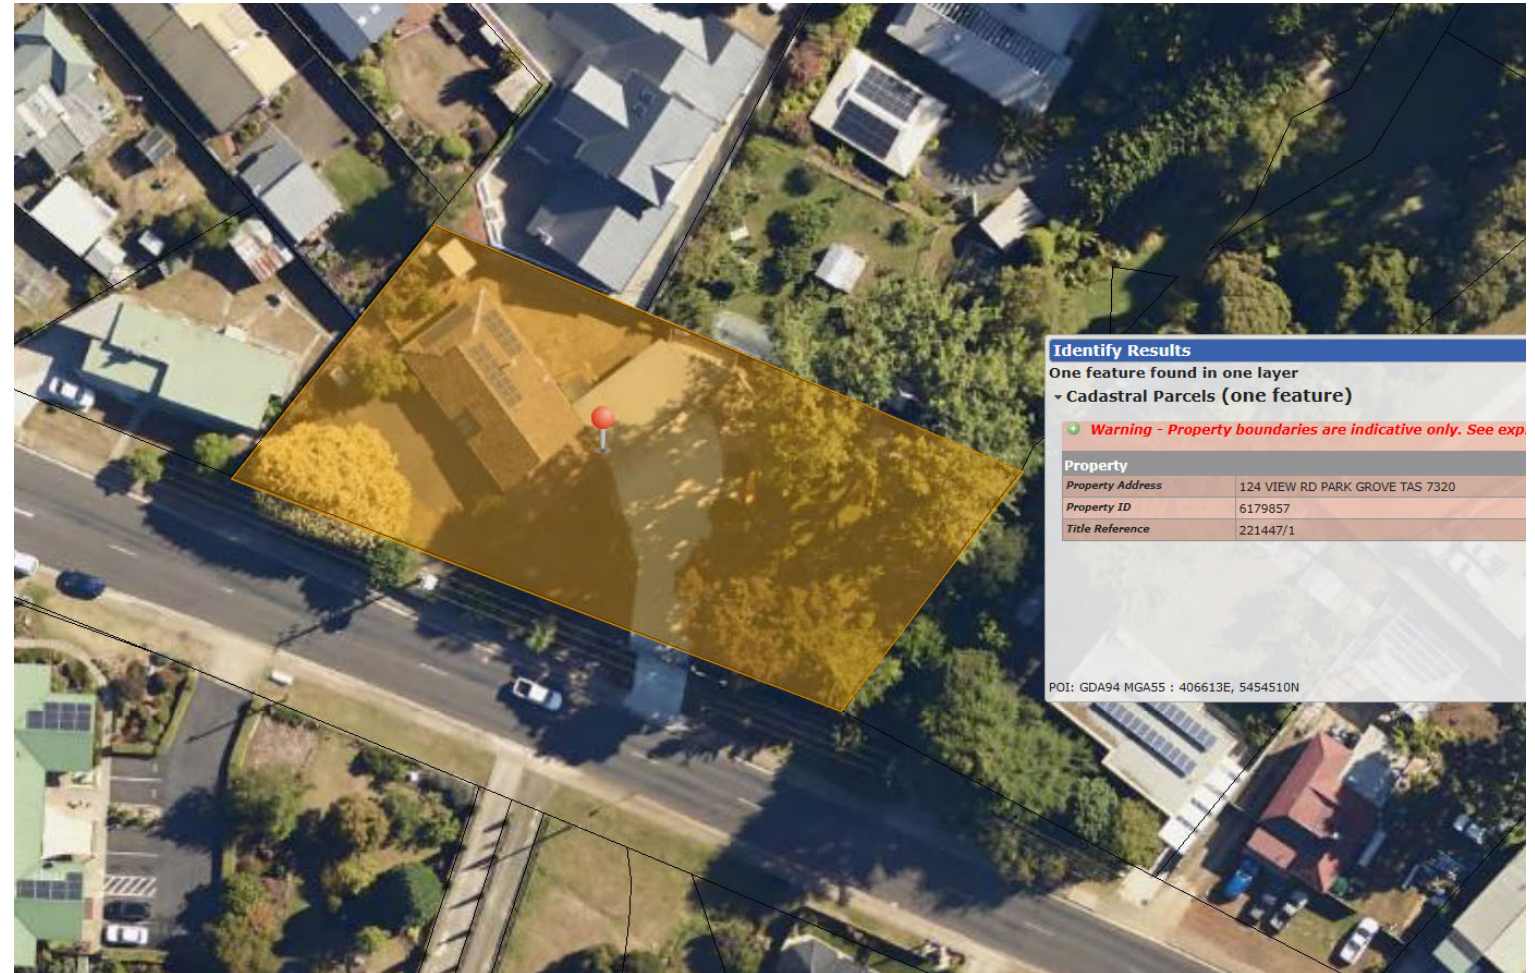 Identify Results
One feature found in one layer
Cadastral Parcels (one feature)
Warning - Property boundaries are indicative only. See
Property
Property Address 124 VIEW RD PARK GROVE TAS 7320
Property ID 6179857
Title Reference 221447/1
POI: GDA94 MGA55 : 406613E, 5454510N